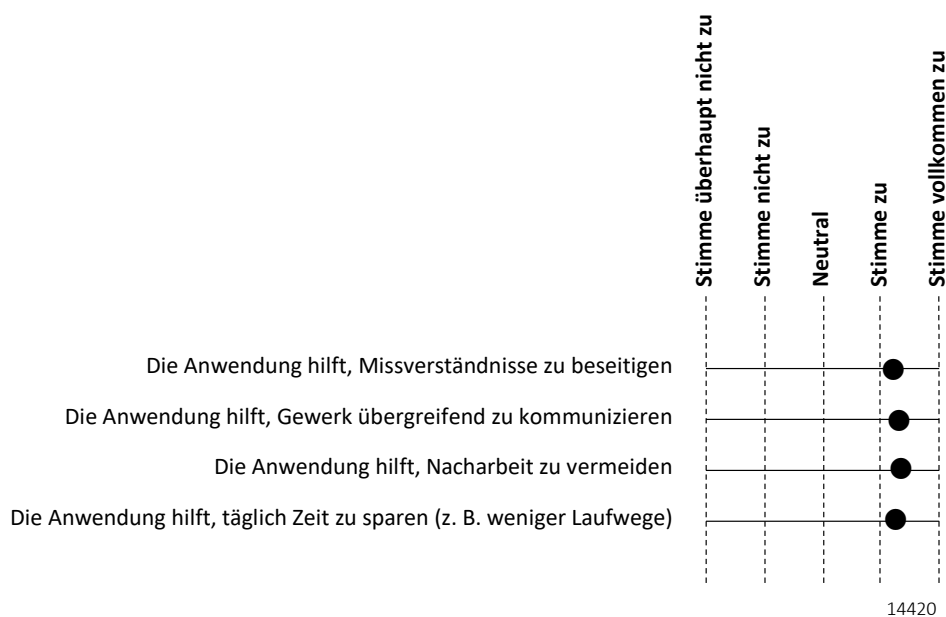 Stimme überhaupt nicht zu
Stimme nicht zu
Neutral
Stimme zu
Stimme vollkommen zu
Die Anwendung hilft, Missverständnisse zu beseitigen
Die Anwendung hilft, Gewerk übergreifend zu kommunizieren
Die Anwendung hilft, Nacharbeit zu vermeiden
Die Anwendung hilft, täglich Zeit zu sparen (z. B. weniger Laufwege)
14420